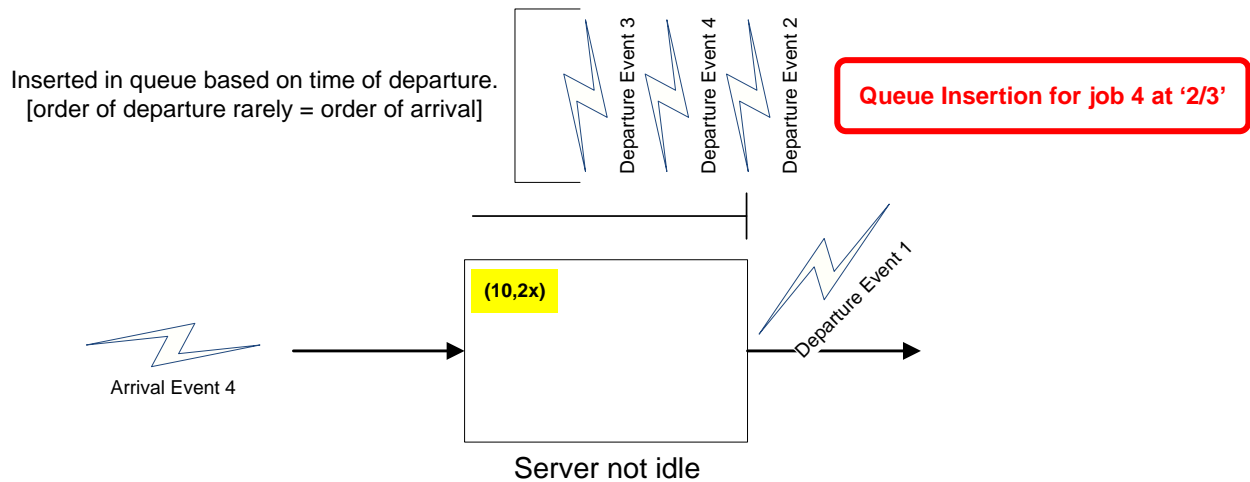 Inserted in queue based on time of departure.
[order of departure rarely = order of arrival]
Departure Event 3
Departure Event 4
Departure Event 2
Queue Insertion for job 4 at ‘2/3’
(10,2x)
Departure Event 1
Arrival Event 4
Server not idle